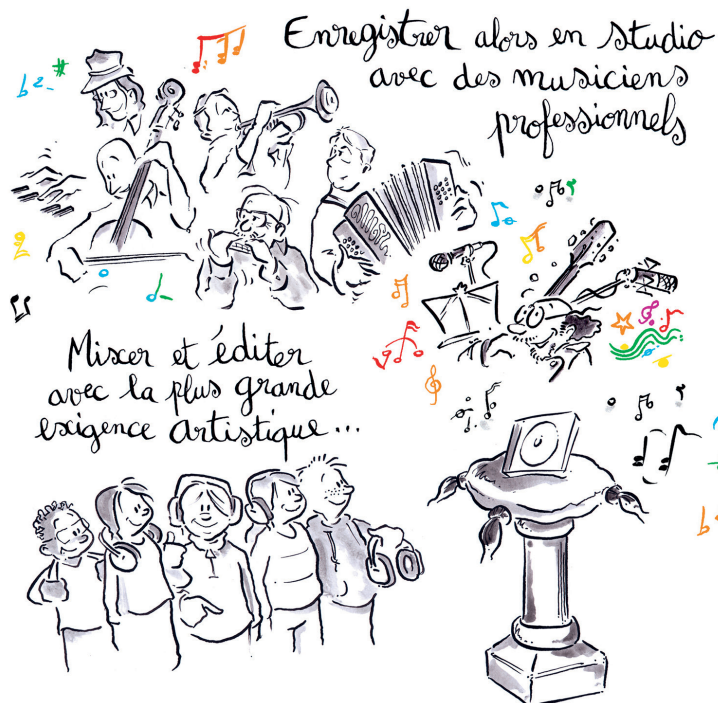 Enregistrer alors en studio
avec des musiciens
professionnels
Mixer et éditer
avec la plus grande
exigence artistique...